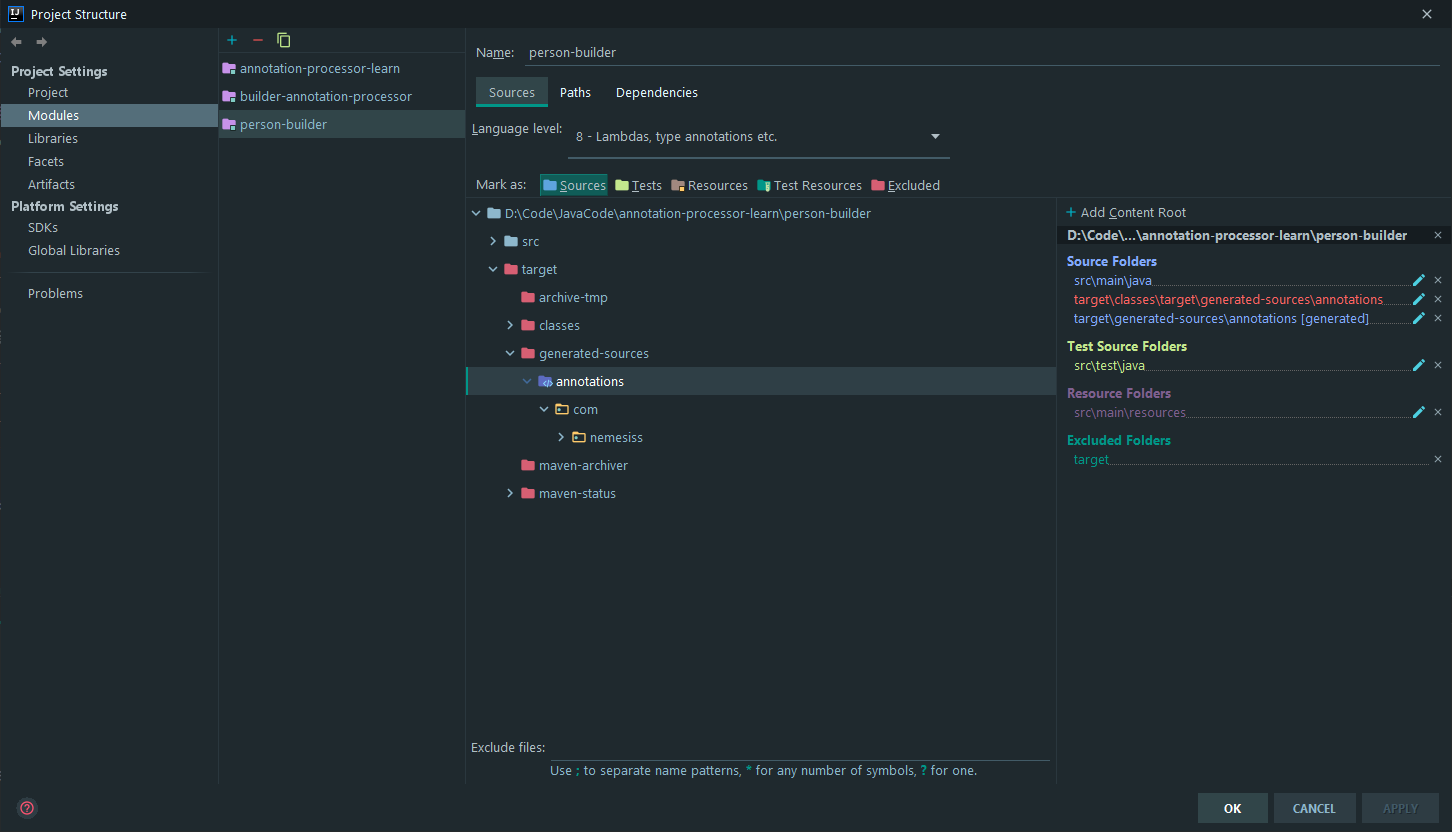 Project Structure
Project Settings
Project
Modules
Libraries
Facets
Artifacts
Platform Settings
SDKs
Global Libraries
Problems
annotation-processor-learn
builder-annotation-processor
person-builder
Name: person-builder
Sources Paths Dependencies
Language level: 8 - Lambdas, type annotations etc.
Mark as: Sources Tests Resources Test Resources Excluded
D:\Code\JavaCode\annotation-processor-learn\person-builder
src
target
archive-tmp
classes
generated-sources
annotations
com
nemesiss
maven-archiver
maven-status
Exclude files:
Use ; to separate name patterns, * for any number of symbols, ? for one.
+ Add Content Root
D:\Code\...\annotation-processor-learn\person-builder
Source Folders
src\main\java
target\classes\target\generated-sources\annotations
target\generated-sources\annotations [generated]
Test Source Folders
src\test\java
Resource Folders
src\main\resources
Excluded Folders
target
OK CANCEL APPLY